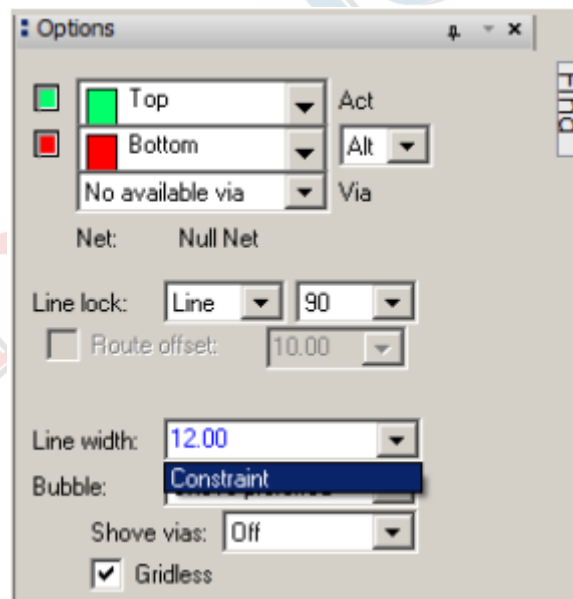 Options
Top Act
Bottom Alt
No available via Via
Net: Null Net
Line lock: Line 90
Route offset: 10.00
Line width: 12.00
Constraint
Bubble:
Shove vias: Off
Gridless
Find